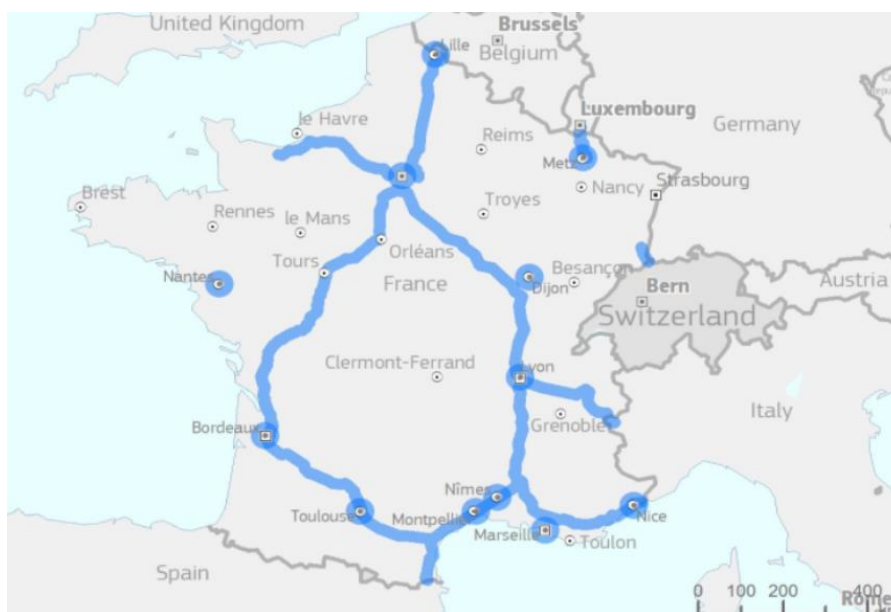 United Kingdom
Brussels
Lille
Belgium
le Havre
Luxembourg
Reims
Germany
Metz
Nancy
Strasbourg
Brest
Rennes
Troyes
le Mans
Orléans
Tours
Nantes
France
Besançon
Dijon
Bern
Austria
Switzerland
Clermont-Ferrand
Lyon
Italy
Grenoble
Bordeaux
Nîmes
Toulouse
Montpellier
Nice
Marseille
Toulon
Spain
0 100 200 400
Rome